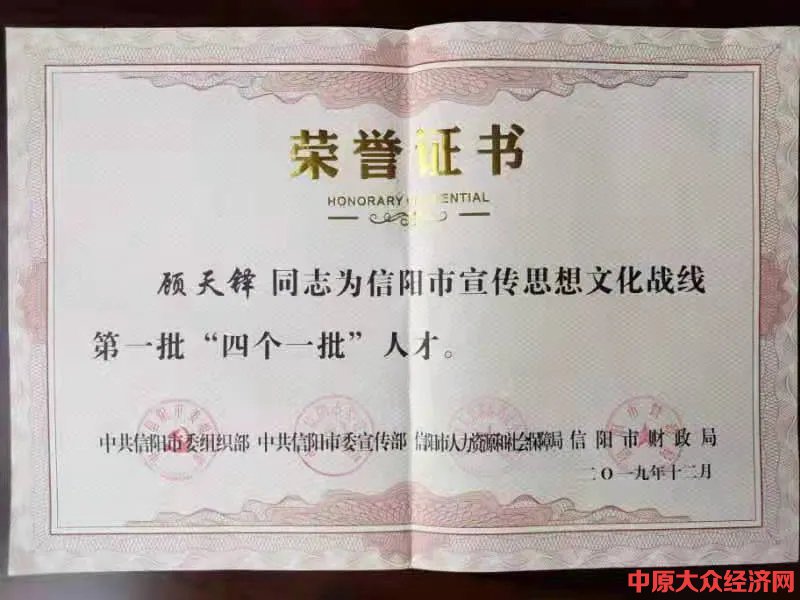 荣誉证书
HONORARY CREDENTIAL
顾天铎 同志为信阳市宣传思想文化战线
第一批“四个一批”人才。
中共信阳市委组织部 中共信阳市委宣传部 信阳市人力资源和社会保障局 信阳市财政局
二〇一九年十二月
中原大众经济网